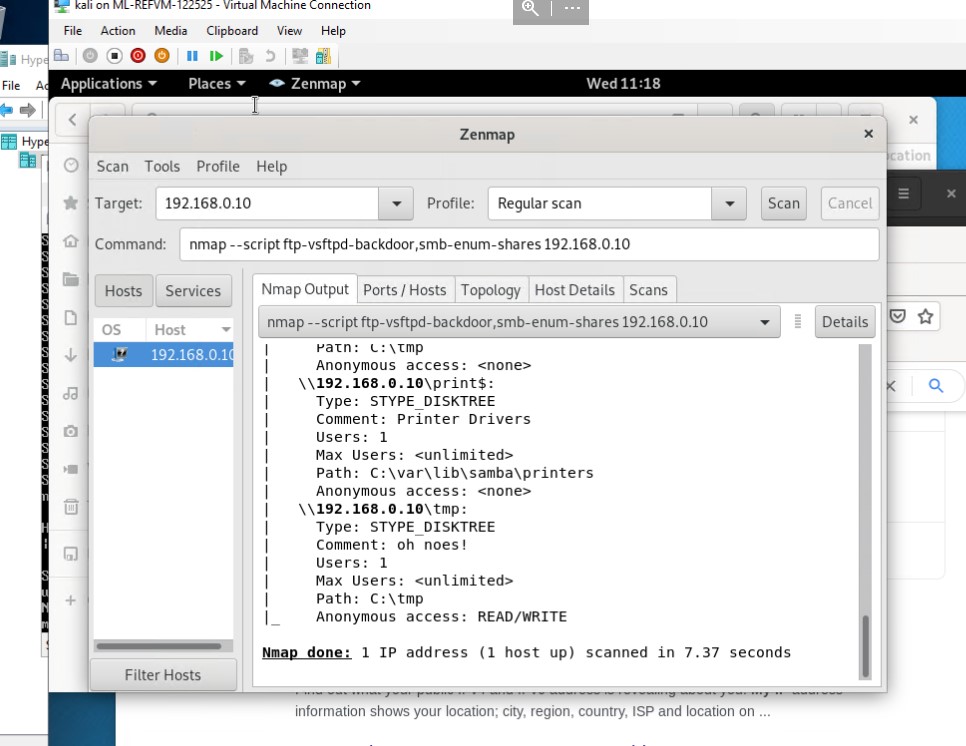 kali on ML-REFVM-122525 - Virtual Machine Connection
File Action Media Clipboard View Help
Hype
File
Applications Places Zenmap Wed 11:18
Hype
Zenmap
cation
Scan Tools Profile Help
Target: 192.168.0.10 Profile: Regular scan Scan Cancel
Command: nmap --script ftp-vsftpd-backdoor,smb-enum-shares 192.168.0.10
Hosts Services
Nmap Output Ports / Hosts Topology Host Details Scans
OS Host
nmap --script ftp-vsftpd-backdoor,smb-enum-shares 192.168.0.10 Details
192.168.0.10
| Path: C:\tmp
| Anonymous access: <none>
| \\192.168.0.10\print$:
| Type: STYPE_DISKTREE
| Comment: Printer Drivers
| Users: 1
| Max Users: <unlimited>
| Path: C:\var\lib\samba\printers
| Anonymous access: <none>
| \\192.168.0.10\tmp:
| Type: STYPE_DISKTREE
| Comment: oh noes!
| Users: 1
| Max Users: <unlimited>
| Path: C:\tmp
|_ Anonymous access: READ/WRITE
Nmap done: 1 IP address (1 host up) scanned in 7.37 seconds
Filter Hosts
information shows your location; city, region, country, ISP and location on ...